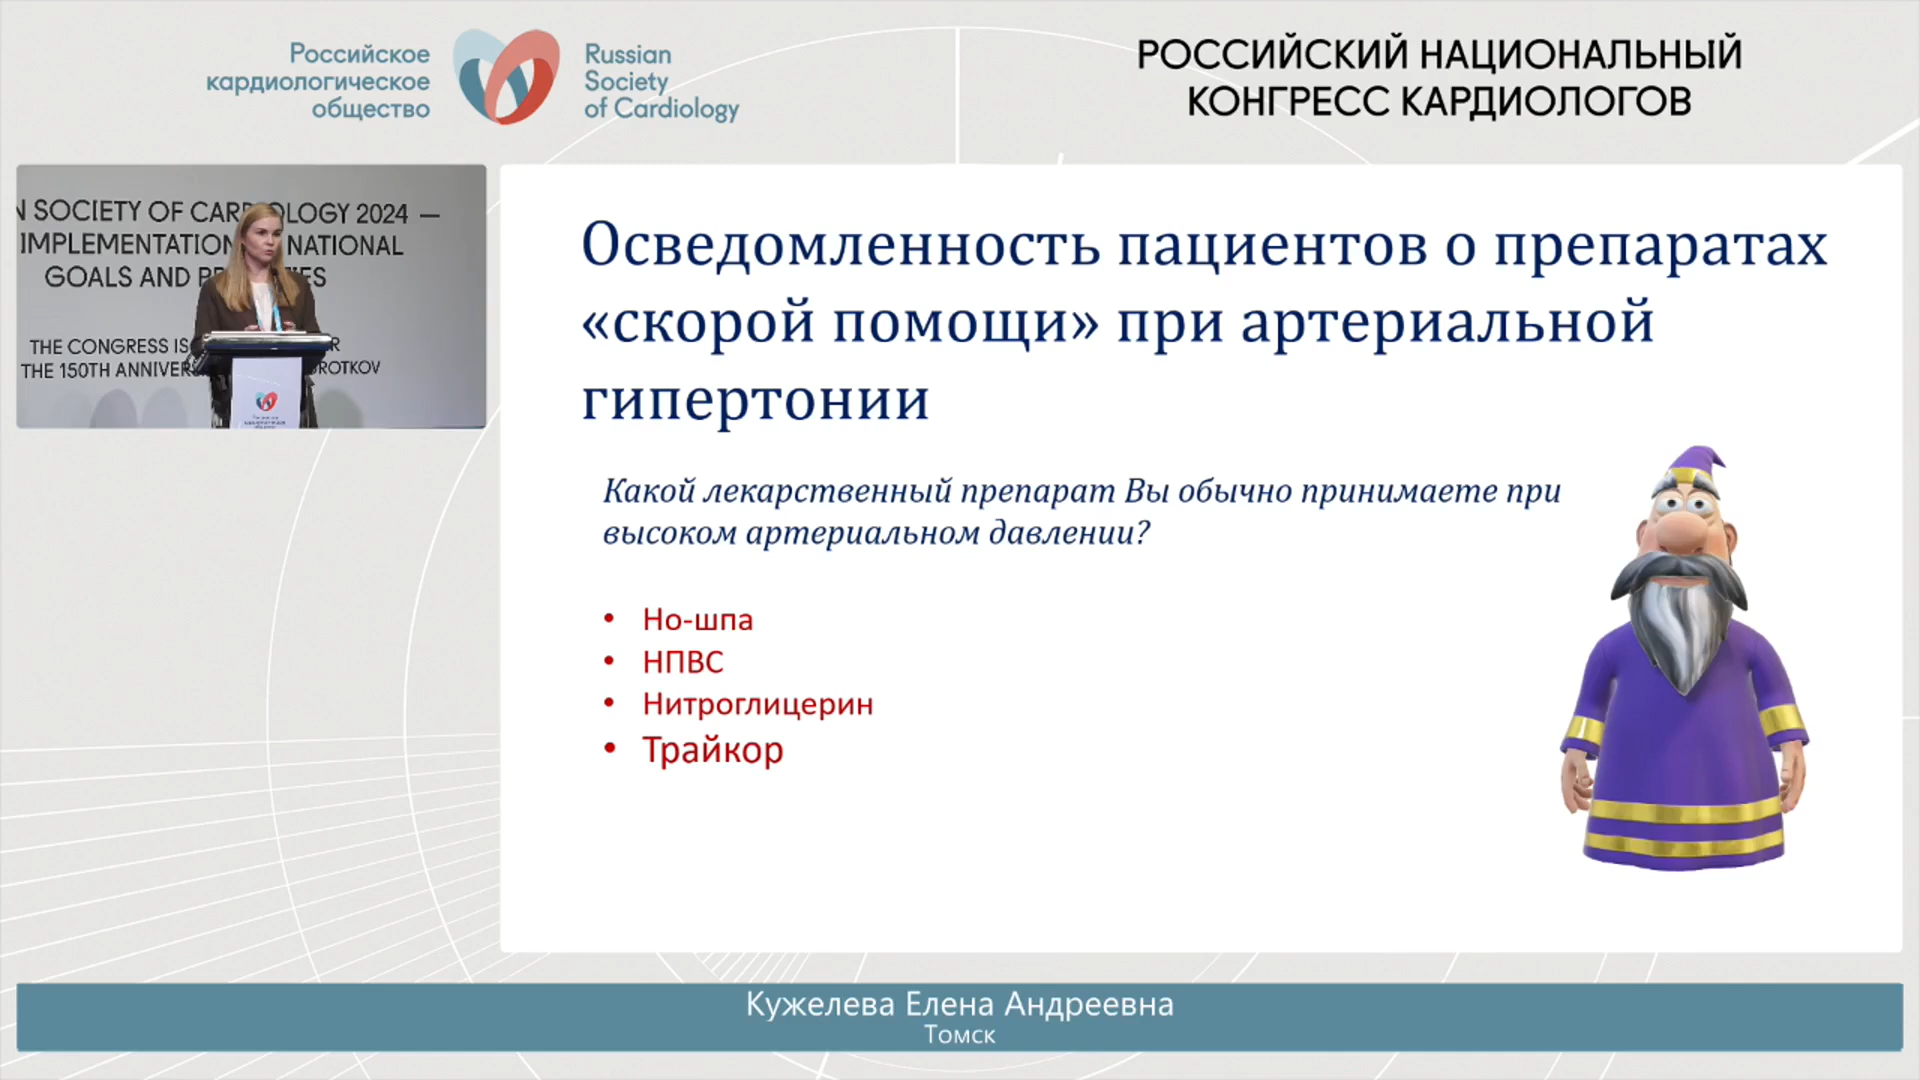 Российское
кардиологическое
общество
Russian
Society
of Cardiology
РОССИЙСКИЙ НАЦИОНАЛЬНЫЙ
КОНГРЕСС КАРДИОЛОГОВ
SOCIETY OF CARDIOLOGY 2024 —
IMPLEMENTATION NATIONAL
GOALS AND
THE CONGRESS IS
THE 150TH
Осведомленность пациентов о препаратах
«скорой помощи» при артериальной
гипертонии
Какой лекарственный препарат Вы обычно принимаете при
высоком артериальном давлении?
• Но-шпа
• НПВС
• Нитроглицерин
• Трайкор
Кужелева Елена Андреевна
Томск